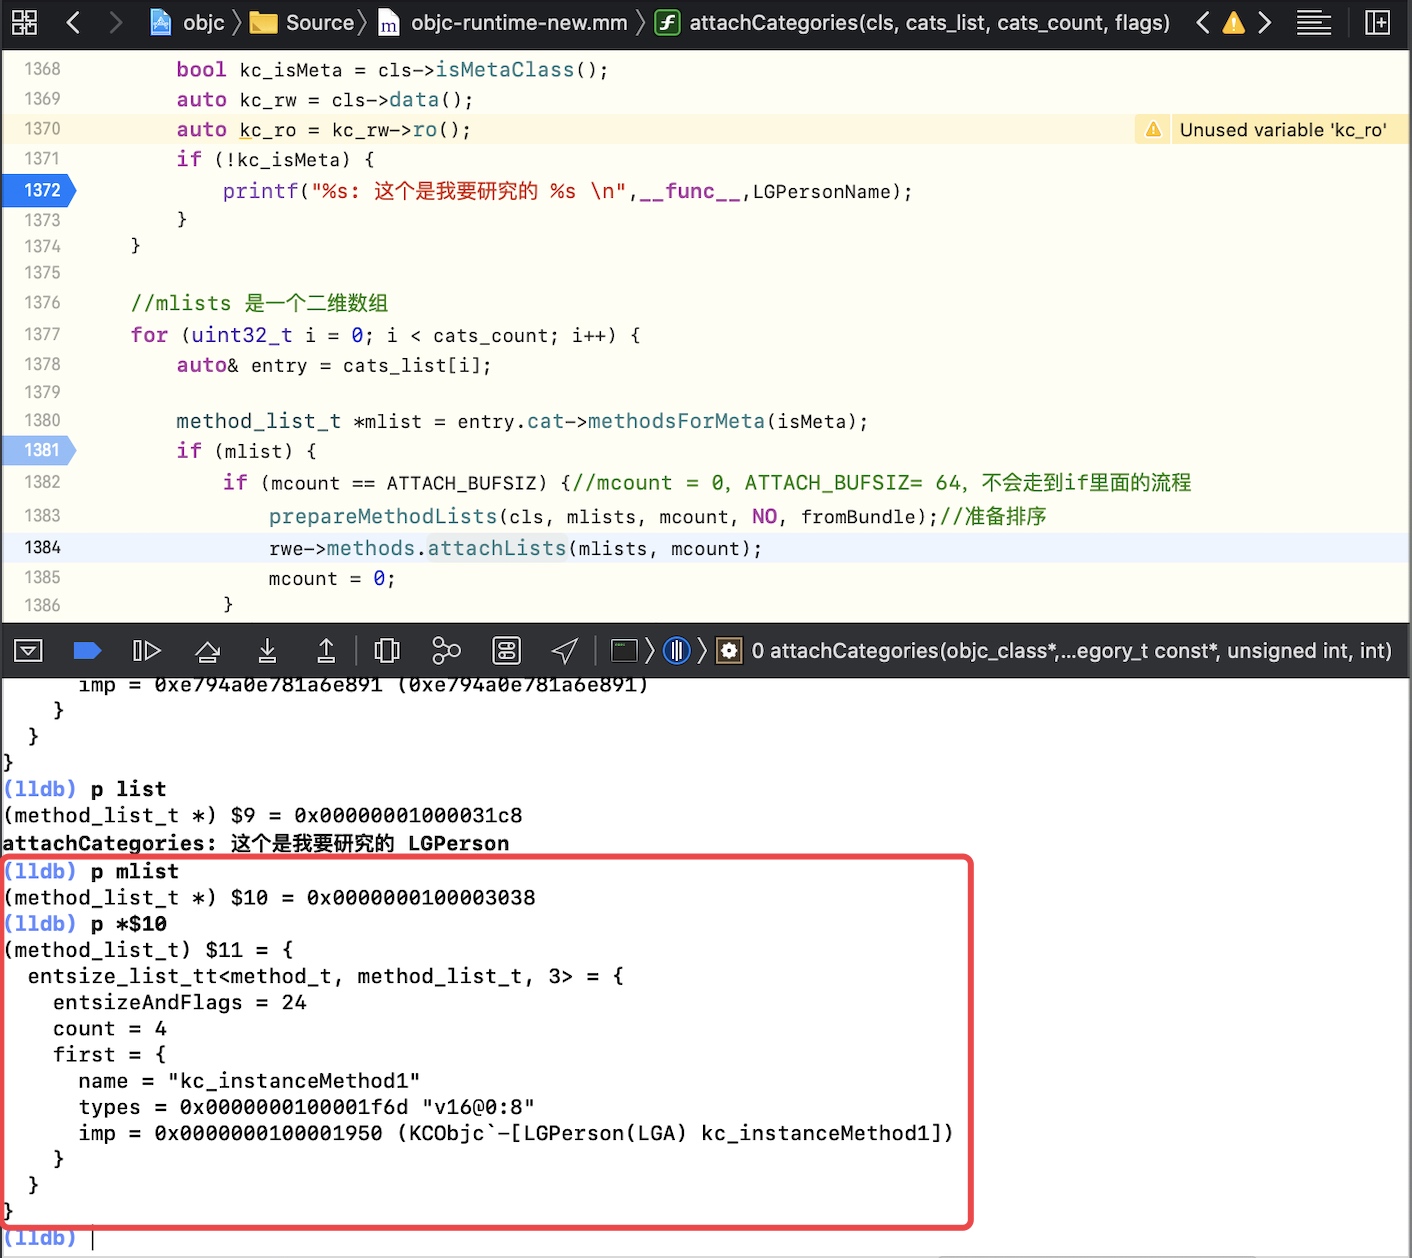 objc Source objc-runtime-new.mm attachCategories(cls, cats_list, cats_count, flags)
1368 bool kc_isMeta = cls->isMetaClass();
1369 auto kc_rw = cls->data();
1370 auto kc_ro = kc_rw->ro(); Unused variable 'kc_ro'
1371 if (!kc_isMeta) {
1372 printf("%s: 这个是我要研究的 %s \n",__func__,LGPersonName);
1373 }
1374 }
1375
1376 //mlists 是一个二维数组
1377 for (uint32_t i = 0; i < cats_count; i++) {
1378 auto& entry = cats_list[i];
1379
1380 method_list_t *mlist = entry.cat->methodsForMeta(isMeta);
1381 if (mlist) {
1382 if (mcount == ATTACH_BUFSIZ) {//mcount = 0, ATTACH_BUFSIZ= 64, 不会走到if里面的流程
1383 prepareMethodLists(cls, mlists, mcount, NO, fromBundle);//准备排序
1384 rwe->methods.attachLists(mlists, mcount);
1385 mcount = 0;
1386 }
0 attachCategories(objc_class*,...egory_t const*, unsigned int, int)
imp = 0xe794a0e781a6e891 (0xe794a0e781a6e891)
}
}
}
(lldb) p list
(method_list_t *) $9 = 0x00000001000031c8
attachCategories: 这个是我要研究的 LGPerson
(lldb) p mlist
(method_list_t *) $10 = 0x0000000100003038
(lldb) p *$10
(method_list_t) $11 = {
entsize_list_tt<method_t, method_list_t, 3> = {
entsizeAndFlags = 24
count = 4
first = {
name = "kc_instanceMethod1"
types = 0x0000000100001f6d "v16@0:8"
imp = 0x0000000100001950 (KCObjc`-[LGPerson(LGA) kc_instanceMethod1])
}
}
}
(lldb)